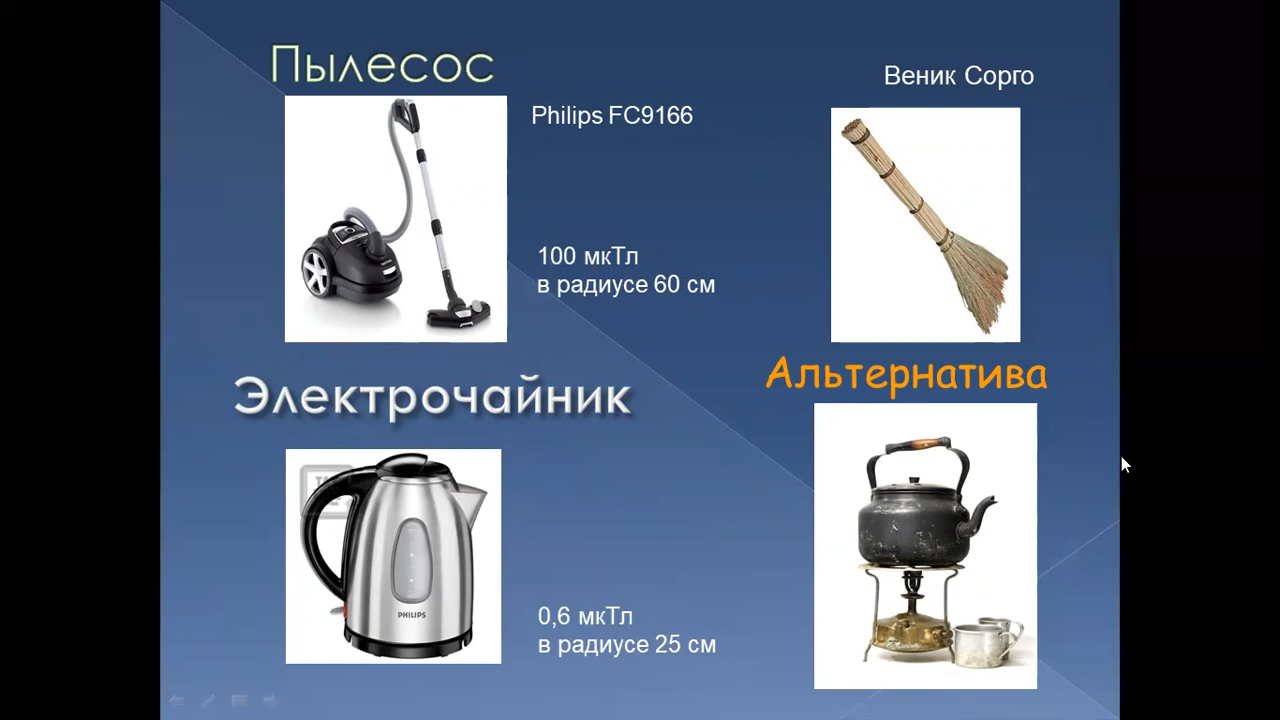 Пылесос
Philips FC9166
Веник Сорго
100 мкТл
в радиусе 60 см
Альтернатива
Электрочайник
PHILIPS
0,6 мкТл
в радиусе 25 см